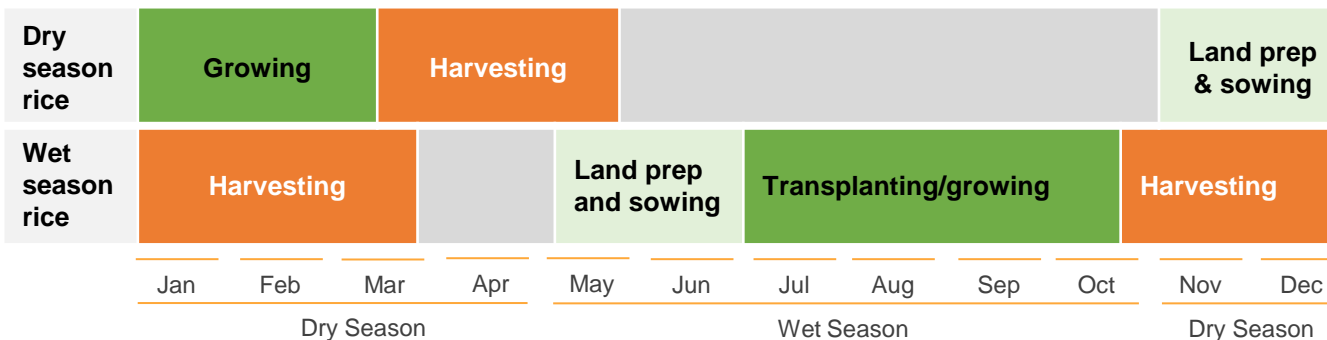 Dry
season
rice
Growing
Harvesting
Land prep
& sowing
Wet
season
rice
Harvesting
Land prep
and sowing
Transplanting/growing
Harvesting
Jan Feb Mar Apr May Jun Jul Aug Sep Oct Nov Dec
Dry Season Wet Season Dry Season